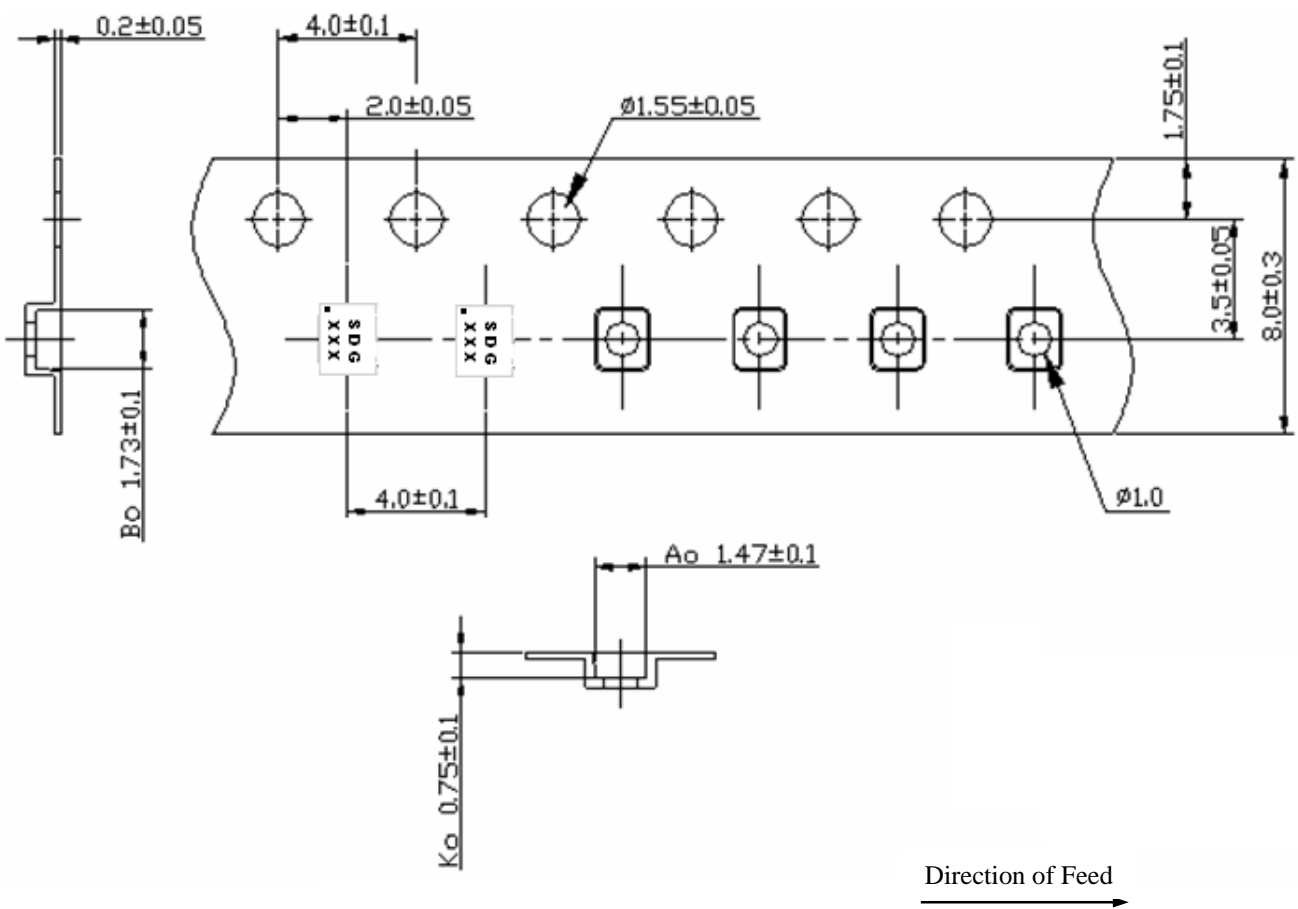 0.2±0.05
4.0±0.1
2.0±0.05
Ø1.55±0.05
1.75±0.1
3.5±0.05
8.0±0.3
SDG
XXX
SDG
XXX
Bo 1.73±0.1
4.0±0.1
Ø1.0
Ao 1.47±0.1
Ko 0.75±0.1
Direction of Feed